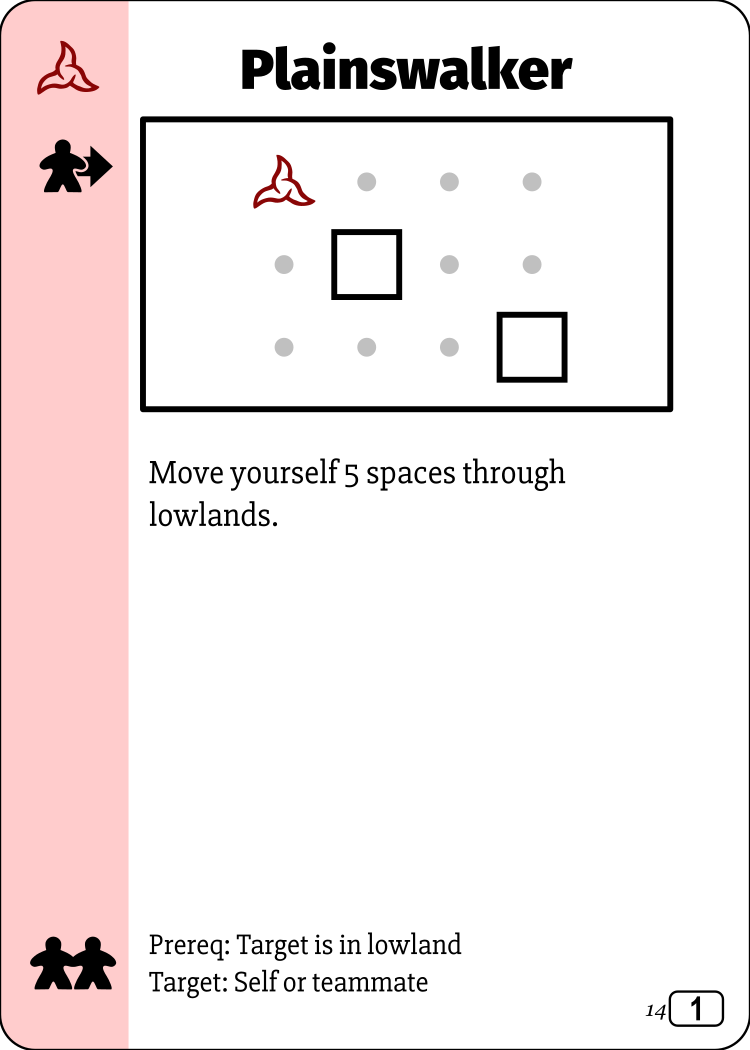 Plainswalker
Move yourself 5 spaces through
lowlands.
Prereq: Target is in lowland
Target: Self or teammate
14 1